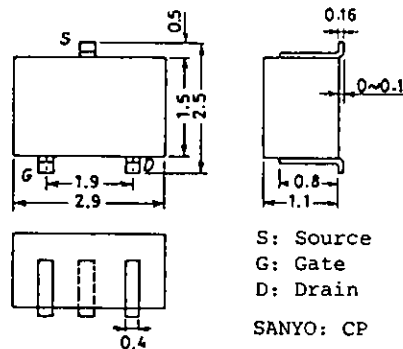 S
0.5
0.16
1.5
2.5
0~0.1
G
D
1.9
2.9
0.8
1.1
S: Source
G: Gate
D: Drain
0.4
SANYO: CP